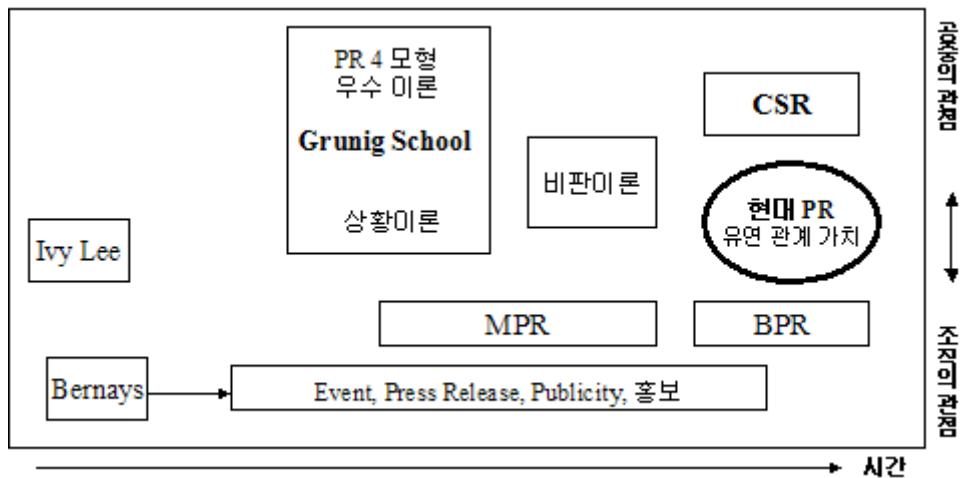 PR 4 모형
우수 이론
Grunig School
상황이론
비판이론
CSR
현대 PR
유연 관계 가치
Ivy Lee
MPR
BPR
Bernays
Event, Press Release, Publicity, 홍보
공중의 관점
조직의 관점
시간